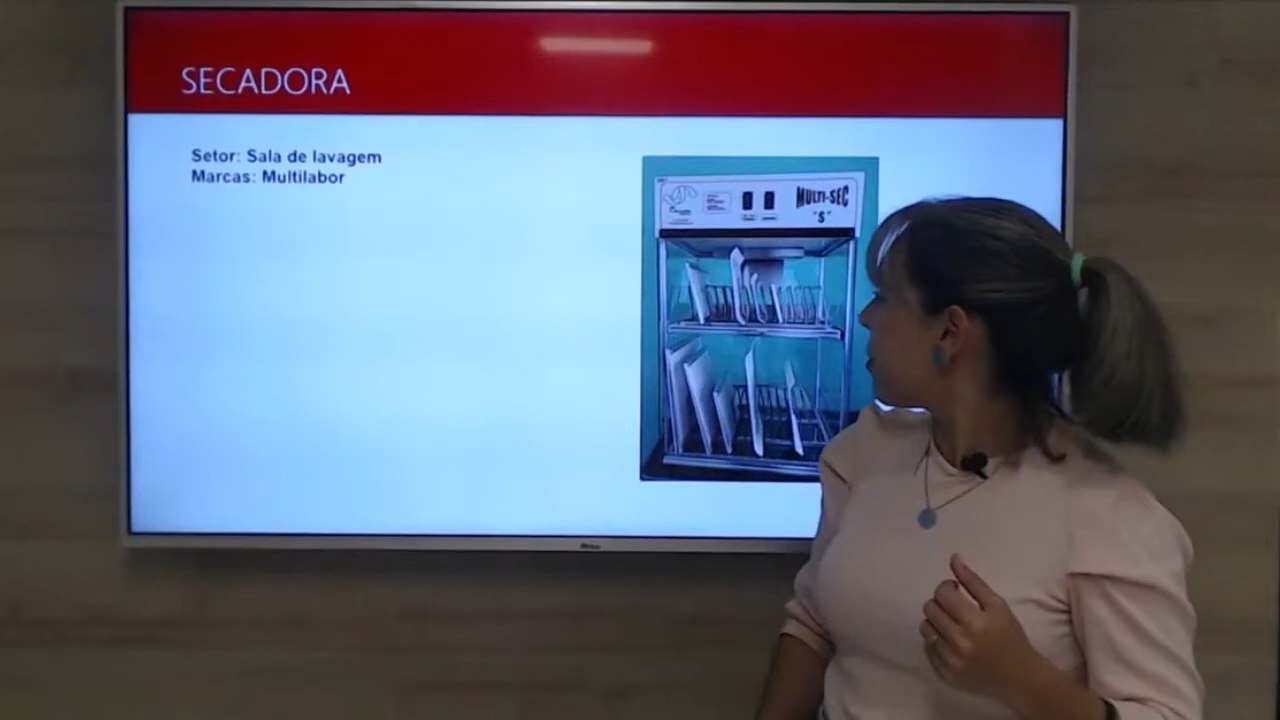 SECADORA
Setor: Sala de lavagem
Marcas: Multilabor
MULTI-SEC
"S"